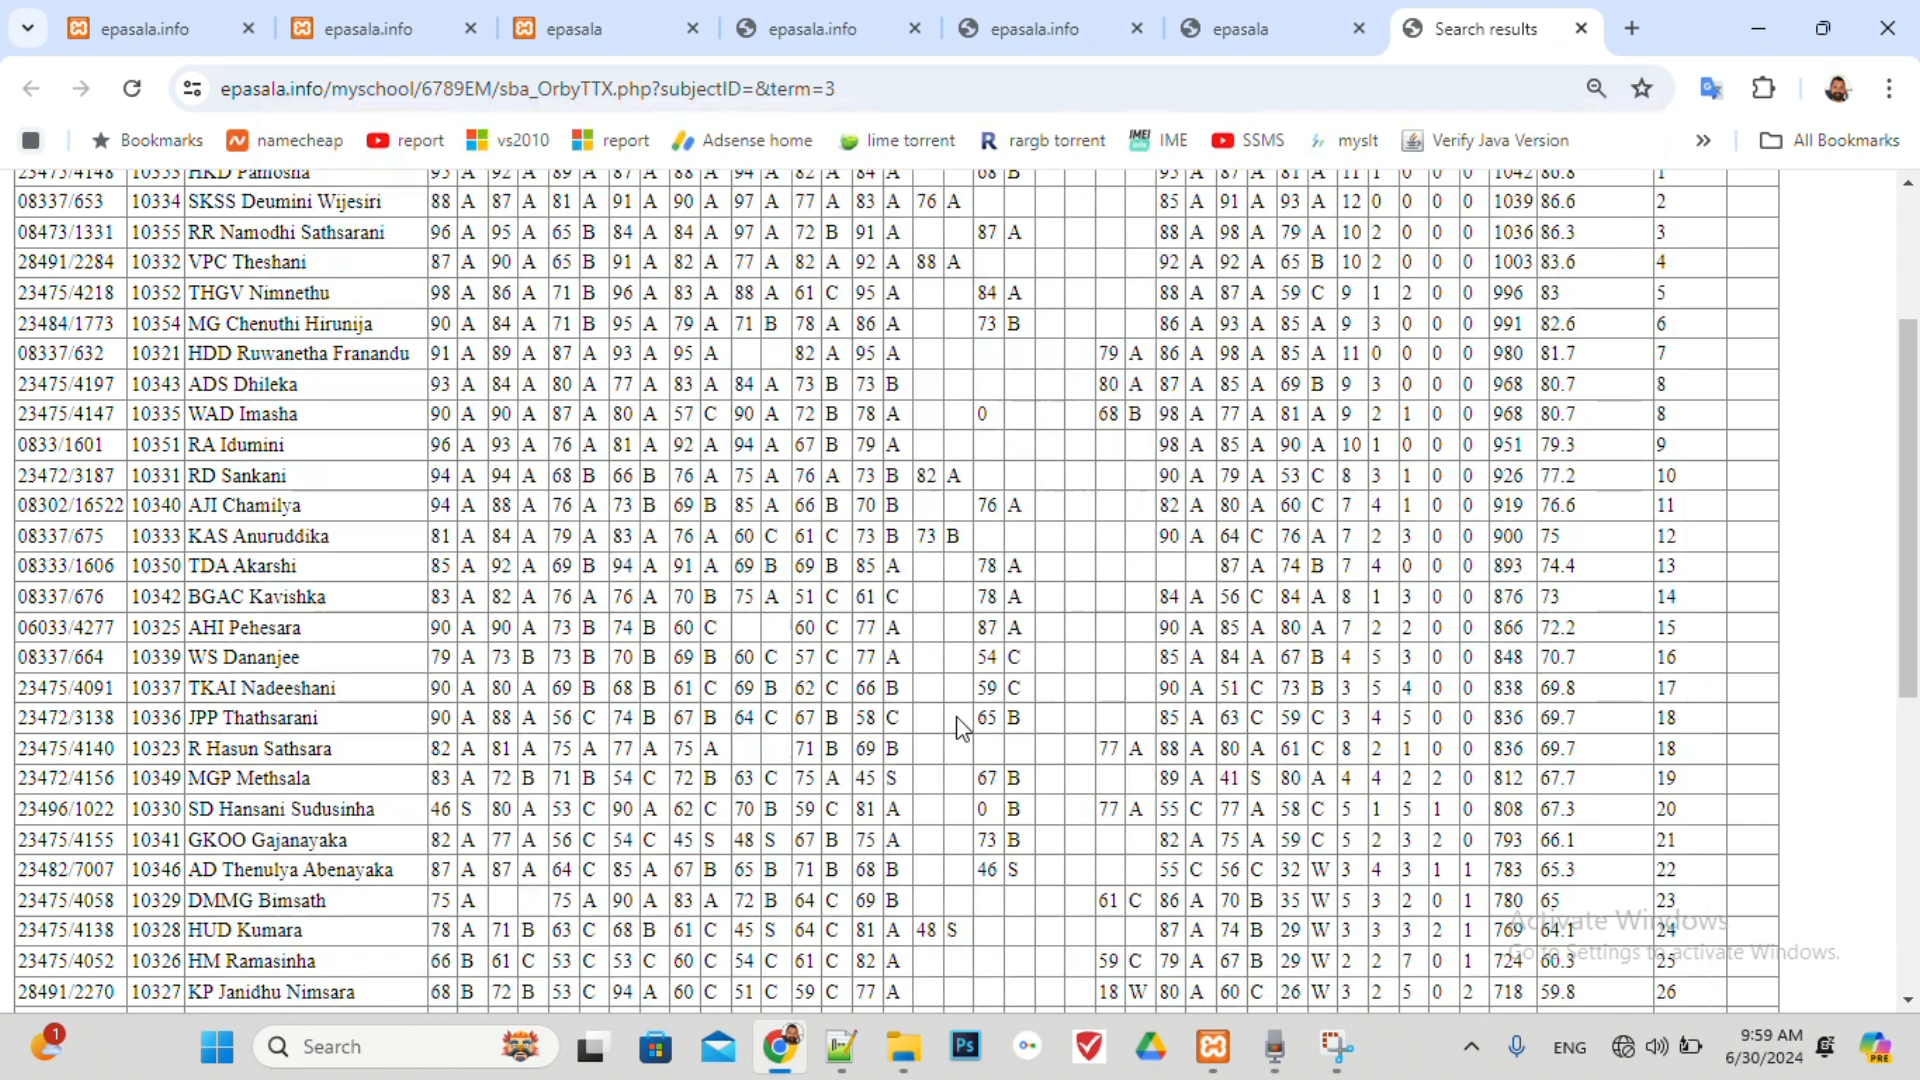 epasala.info epasala.info epasala epasala.info epasala.info epasala Search results
epasala.info/myschool/6789EM/sba_OrbyTTX.php?subjectID=&term=3
Bookmarks namecheap report vs2010 report Adsense home lime torrent rargb torrent IME SSMS myslt Verify Java Version » All Bookmarks
23475/4148 10353 HKD Pamosha 95 A 92 A 89 A 87 A 88 A 94 A 82 A 84 A 68 B 95 A 87 A 81 A 11 1 0 0 0 1042 86.8 1
08337/653 10334 SKSS Deumini Wijesiri 88 A 87 A 81 A 91 A 90 A 97 A 77 A 83 A 76 A 85 A 91 A 93 A 12 0 0 0 0 1039 86.6 2
08473/1331 10355 RR Namodhi Sathsarani 96 A 95 A 65 B 84 A 84 A 97 A 72 B 91 A 87 A 88 A 98 A 79 A 10 2 0 0 0 1036 86.3 3
28491/2284 10332 VPC Theshani 87 A 90 A 65 B 91 A 82 A 77 A 82 A 92 A 88 A 92 A 92 A 65 B 10 2 0 0 0 1003 83.6 4
23475/4218 10352 THGV Nimnethu 98 A 86 A 71 B 96 A 83 A 88 A 61 C 95 A 84 A 88 A 87 A 59 C 9 1 2 0 0 996 83 5
23484/1773 10354 MG Chenuthi Hirunija 90 A 84 A 71 B 95 A 79 A 71 B 78 A 86 A 73 B 86 A 93 A 85 A 9 3 0 0 0 991 82.6 6
08337/632 10321 HDD Ruwanetha Franandu 91 A 89 A 87 A 93 A 95 A 82 A 95 A 79 A 86 A 98 A 85 A 11 0 0 0 0 980 81.7 7
23475/4197 10343 ADS Dhileka 93 A 84 A 80 A 77 A 83 A 84 A 73 B 73 B 80 A 87 A 85 A 69 B 9 3 0 0 0 968 80.7 8
23475/4147 10335 WAD Imasha 90 A 90 A 87 A 80 A 57 C 90 A 72 B 78 A 0 68 B 98 A 77 A 81 A 9 2 1 0 0 968 80.7 8
0833/1601 10351 RA Idumini 96 A 93 A 76 A 81 A 92 A 94 A 67 B 79 A 98 A 85 A 90 A 10 1 0 0 0 951 79.3 9
23472/3187 10331 RD Sankani 94 A 94 A 68 B 66 B 76 A 75 A 76 A 73 B 82 A 90 A 79 A 53 C 8 3 1 0 0 926 77.2 10
08302/16522 10340 AJI Chamilya 94 A 88 A 76 A 73 B 69 B 85 A 66 B 70 B 76 A 82 A 80 A 60 C 7 4 1 0 0 919 76.6 11
08337/675 10333 KAS Anuruddika 81 A 84 A 79 A 83 A 76 A 60 C 61 C 73 B 73 B 90 A 64 C 76 A 7 2 3 0 0 900 75 12
08333/1606 10350 TDA Akarshi 85 A 92 A 69 B 94 A 91 A 69 B 69 B 85 A 78 A 87 A 74 B 7 4 0 0 0 893 74.4 13
08337/676 10342 BGAC Kavishka 83 A 82 A 76 A 76 A 70 B 75 A 51 C 61 C 78 A 84 A 56 C 84 A 8 1 3 0 0 876 73 14
06033/4277 10325 AHI Pehesara 90 A 90 A 73 B 74 B 60 C 60 C 77 A 87 A 90 A 85 A 80 A 7 2 2 0 0 866 72.2 15
08337/664 10339 WS Dananjee 79 A 73 B 73 B 70 B 69 B 60 C 57 C 77 A 54 C 85 A 84 A 67 B 4 5 3 0 0 848 70.7 16
23475/4091 10337 TKAI Nadeeshani 90 A 80 A 69 B 68 B 61 C 69 B 62 C 66 B 59 C 90 A 51 C 73 B 3 5 4 0 0 838 69.8 17
23472/3138 10336 JPP Thathsarani 90 A 88 A 56 C 74 B 67 B 64 C 67 B 58 C 65 B 85 A 63 C 59 C 3 4 5 0 0 836 69.7 18
23475/4140 10323 R Hasun Sathsara 82 A 81 A 75 A 77 A 75 A 71 B 69 B 77 A 88 A 80 A 61 C 8 2 1 0 0 836 69.7 18
23472/4156 10349 MGP Methsala 83 A 72 B 71 B 54 C 72 B 63 C 75 A 45 S 67 B 89 A 41 S 80 A 4 4 2 2 0 812 67.7 19
23496/1022 10330 SD Hansani Sudusinha 46 S 80 A 53 C 90 A 62 C 70 B 59 C 81 A 0 B 77 A 55 C 77 A 58 C 5 1 5 1 0 808 67.3 20
23475/4155 10341 GKOO Gajanayaka 82 A 77 A 56 C 54 C 45 S 48 S 67 B 75 A 73 B 82 A 75 A 59 C 5 2 3 2 0 793 66.1 21
23482/7007 10346 AD Thenulya Abenayaka 87 A 87 A 64 C 85 A 67 B 65 B 71 B 68 B 46 S 55 C 56 C 32 W 3 4 3 1 1 783 65.3 22
23475/4058 10329 DMMG Bimsath 75 A 75 A 90 A 83 A 72 B 64 C 69 B 61 C 86 A 70 B 35 W 5 3 2 0 1 780 65 23
23475/4138 10328 HUD Kumara 78 A 71 B 63 C 68 B 61 C 45 S 64 C 81 A 48 S 87 A 74 B 29 W 3 3 3 2 1 769 64.1 24
23475/4052 10326 HM Ramasinha 66 B 61 C 53 C 53 C 60 C 54 C 61 C 82 A 59 C 79 A 67 B 29 W 2 2 7 0 1 724 60.3 25
28491/2270 10327 KP Janidhu Nimsara 68 B 72 B 53 C 94 A 60 C 51 C 59 C 77 A 18 W 80 A 60 C 26 W 3 2 5 0 2 718 59.8 26
Activate Windows
Go to Settings to activate Windows.
1 Search Ps ENG 9:59 AM
6/30/2024
PRE